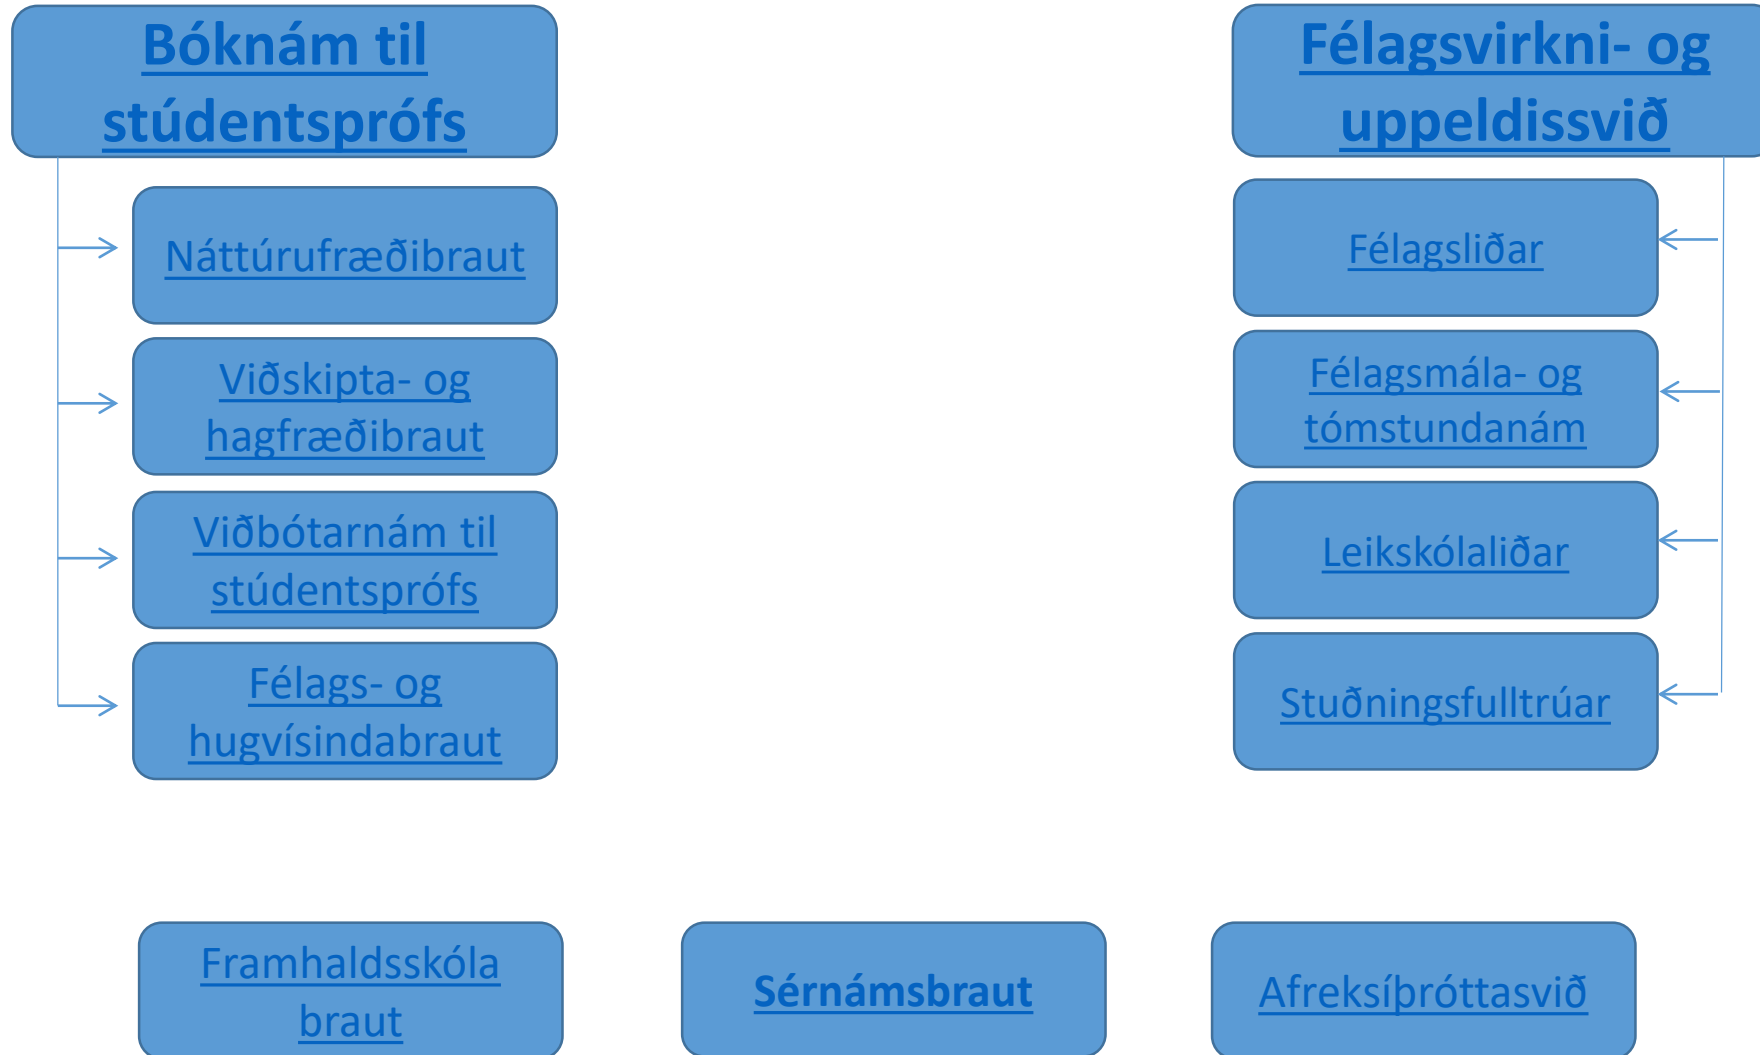 Bóknám til
stúdentsprófs
Náttúrufræðibraut
Viðskipta- og
hagfræðibraut
Viðbótarnám til
stúdentsprófs
Félags- og
hugvísindabraut
Félagsvirkni- og
uppeldissvið
Félagsliðar
Félagsmála- og
tómstundanám
Leikskólaliðar
Stuðningsfulltrúar
Framhaldsskóla
braut
Sérnámsbraut
Afreksíþróttasvið